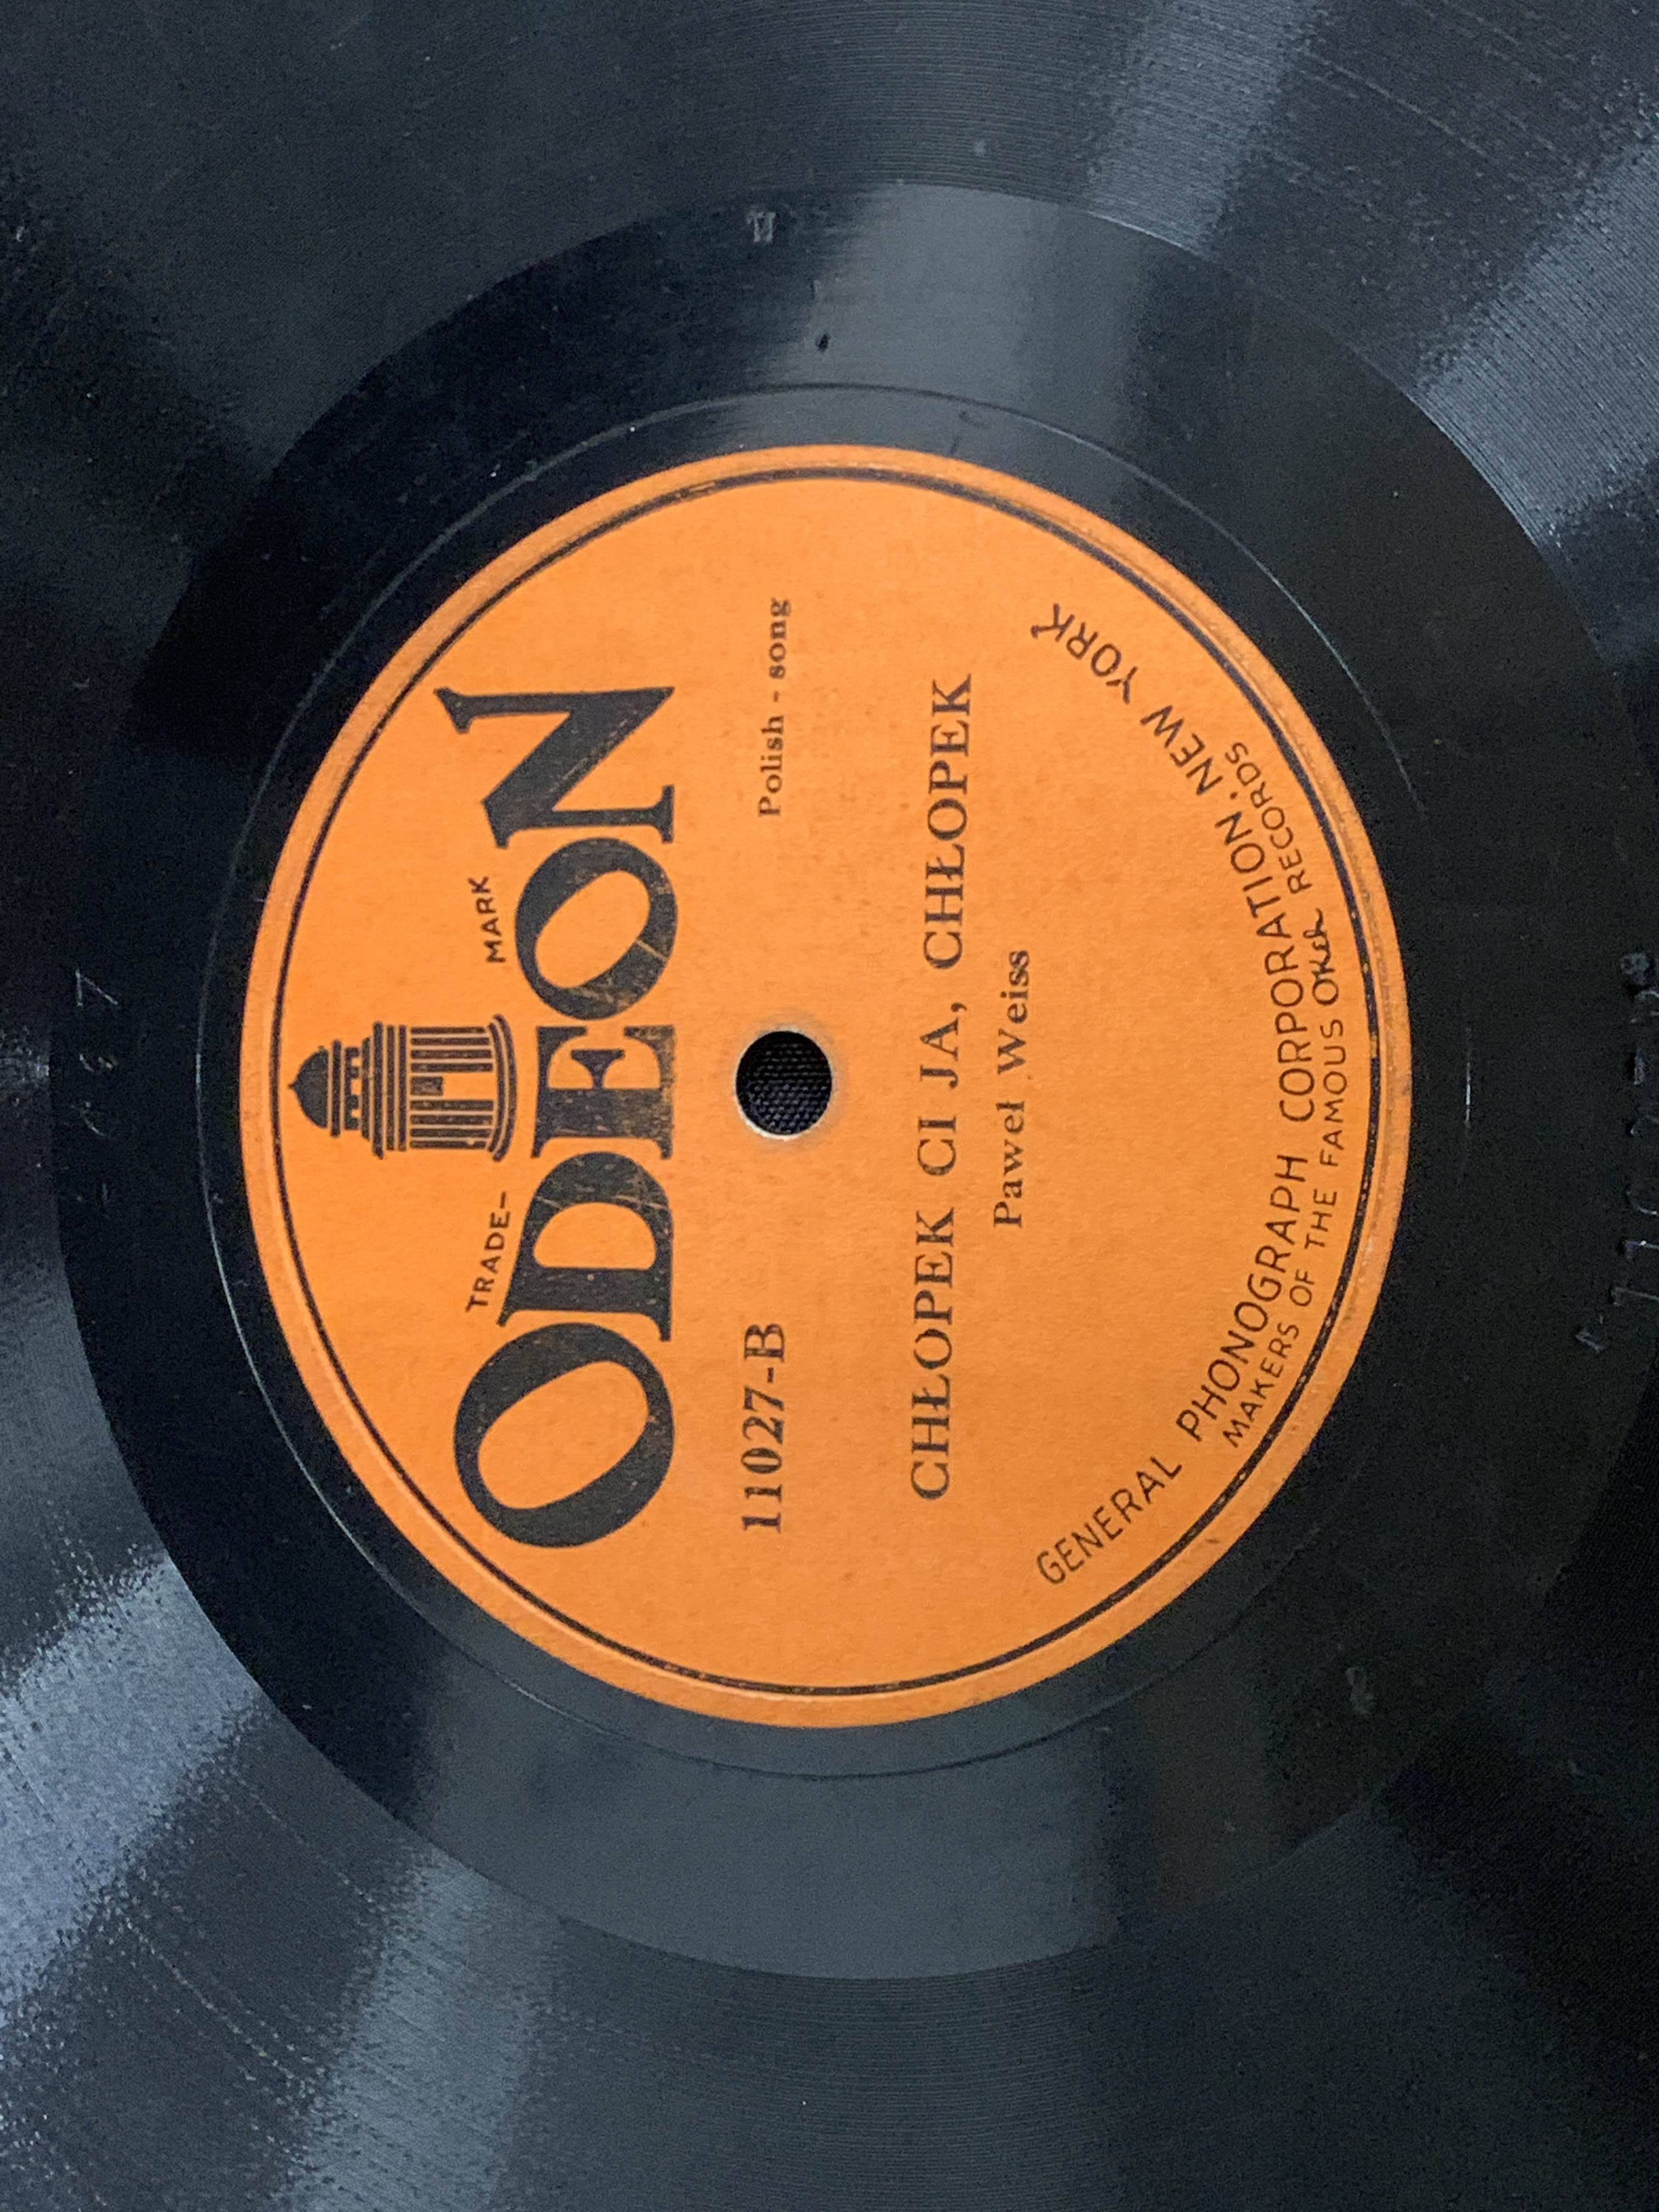 TRADE- MARK
ODEON
11027-B Polish - song
CHŁOPEK CI JA, CHŁOPEK
Pawel Weiss
GENERAL PHONOGRAPH CORPORATION. NEW YORK
MAKERS OF THE FAMOUS OKeh RECORDS